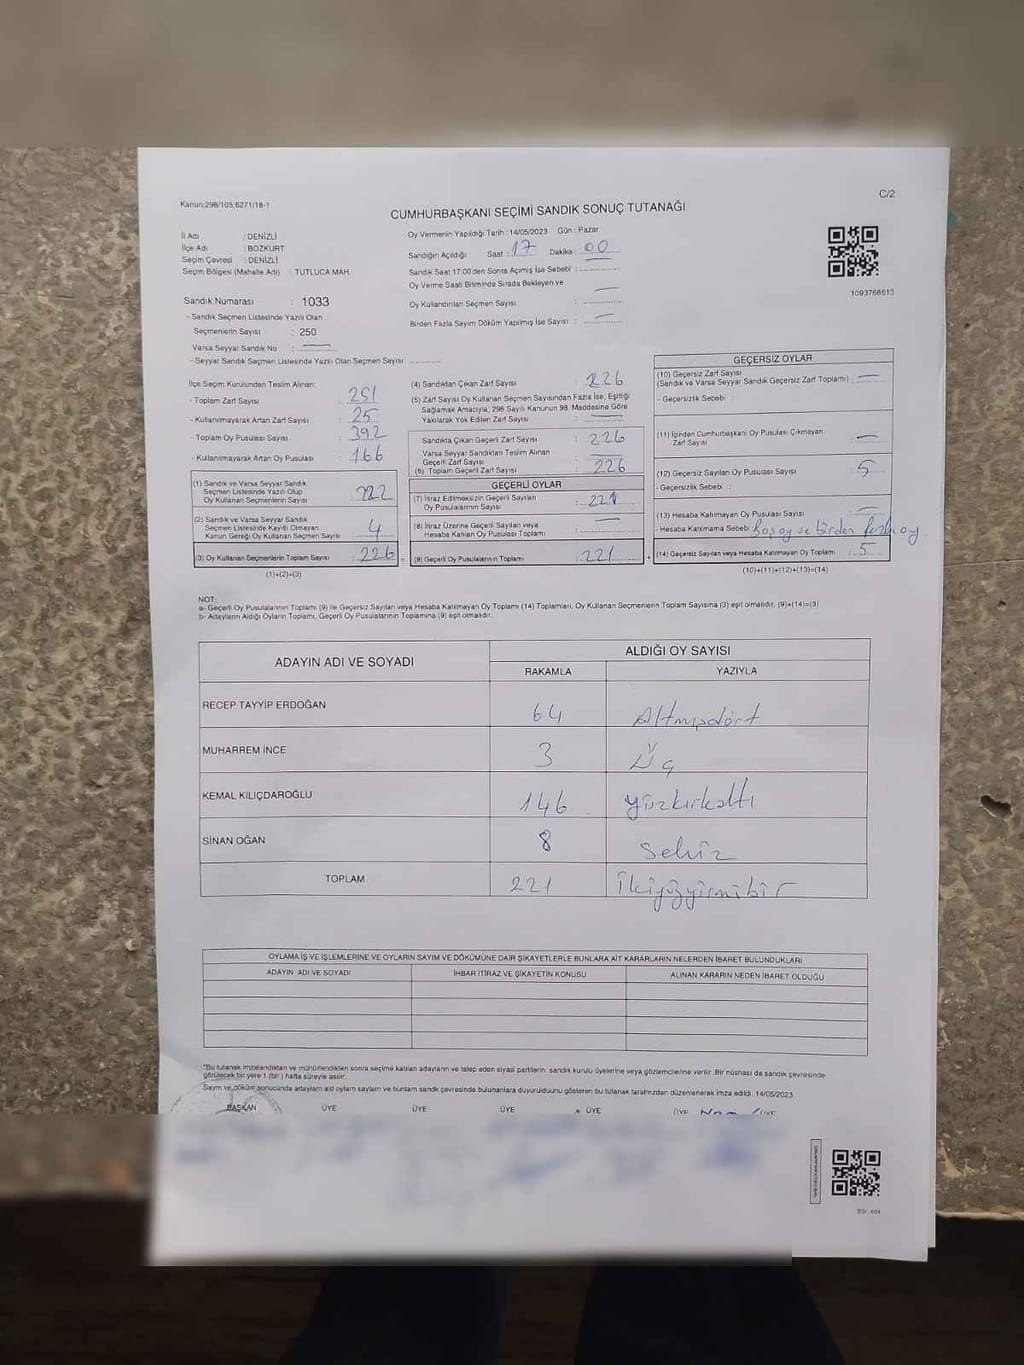 Kanun;298/105,6271/18-1
C/2
CUMHURBAŞKANI SEÇİMİ SANDIK SONUÇ TUTANAĞI
İl Adı : DENİZLİ
İlçe Adı : BOZKURT
Seçim Çevresi : DENİZLİ
Seçim Bölgesi (Mahalle Adı) : TUTLUCA MAH.
Sandık Numarası : 1033
- Sandık Seçmen Listesinde Yazılı Olan
Seçmenlerin Sayısı : 250
Varsa Seyyar Sandık No :
- Seyyar Sandık Seçmen Listesinde Yazılı Olan Seçmen Sayısı
Oy Vermenin Yapıldığı Tarih : 14/05/2023 Gün : Pazar
Sandığın Açıldığı Saat : 17 Dakika : 00
Sandık Saat 17:00'den Sonra Açılmış İse Sebebi :
Oy Verme Saati Bitiminde Sırada Bekleyen ve
Oy Kullandırılan Seçmen Sayısı :
Birden Fazla Sayım Döküm Yapılmış İse Sayısı :
1093768613
İlçe Seçim Kurulundan Teslim Alınan:
- Toplam Zarf Sayısı : 251
- Kullanılmayarak Artan Zarf Sayısı : 25
- Toplam Oy Pusulası Sayısı : 392
- Kullanılmayarak Artan Oy Pusulası : 166
(1) Sandık ve Varsa Seyyar Sandık
Seçmen Listesinde Yazılı Olup
Oy Kullanan Seçmenlerin Sayısı : 222
(2) Sandık ve Varsa Seyyar Sandık
Seçmen Listesinde Kayıtlı Olmayan
Kanun Gereği Oy Kullanan Seçmen Sayısı : 4
(3) Oy Kullanan Seçmenlerin Toplam Sayısı : 226
(1)+(2)=(3)
(4) Sandıktan Çıkan Zarf Sayısı : 226
(5) Zarf Sayısı Oy Kullanan Seçmen Sayısından Fazla İse, Eşitliği
Sağlamak Amacıyla; 298 Sayılı Kanunun 98. Maddesine Göre
Yakılarak Yok Edilen Zarf Sayısı :
Sandıkta Çıkan Geçerli Zarf Sayısı : 226
Varsa Seyyar Sandıktan Teslim Alınan
Geçerli Zarf Sayısı :
(6) Toplam Geçerli Zarf Sayısı : 226
GEÇERLİ OYLAR
(7) İtiraz Edilmeksizin Geçerli Sayılan
Oy Pusulalarının Sayısı : 221
(8) İtiraz Üzerine Geçerli Sayılan veya
Hesaba Katılan Oy Pusulası Toplamı :
(9) Geçerli Oy Pusulalarının Toplamı : 221
GEÇERSİZ OYLAR
(10) Geçersiz Zarf Sayısı
(Sandık ve Varsa Seyyar Sandık Geçersiz Zarf Toplamı) :
- Geçersizlik Sebebi :
(11) İçinden Cumhurbaşkanı Oy Pusulası Çıkmayan
Zarf Sayısı :
(12) Geçersiz Sayılan Oy Pusulası Sayısı : 5
- Geçersizlik Sebebi :
(13) Hesaba Katılmayan Oy Pusulası Sayısı :
- Hesaba Katılmama Sebebi : Boş oy ve birden fazla oy
(14) Geçersiz Sayılan veya Hesaba Katılmayan Oy Toplamı : 5
(10)+(11)+(12)+(13)=(14)
NOT:
a- Geçerli Oy Pusulalarının Toplamı (9) ile Geçersiz Sayılan veya Hesaba Katılmayan Oy Toplamı (14) Toplamları, Oy Kullanan Seçmenlerin Toplam Sayısına (3) eşit olmalıdır. (9)+(14)=(3)
b- Adayların Aldığı Oyların Toplamı, Geçerli Oy Pusulalarının Toplamına (9) eşit olmalıdır.
ADAYIN ADI VE SOYADI
ALDIĞI OY SAYISI
RAKAMLA YAZIYLA
RECEP TAYYİP ERDOĞAN 64 Altmışdört
MUHARREM İNCE 3 Üç
KEMAL KILIÇDAROĞLU 146 yüzkırkaltı
SİNAN OĞAN 8 Sekiz
TOPLAM 221 İkiyüzyirmibir
OYLAMA İŞ VE İŞLEMLERİNE VE OYLARIN SAYIM VE DÖKÜMÜNE DAİR ŞİKAYETLERLE BUNLARA AİT KARARLARIN NELERDEN İBARET BULUNDUKLARI
ADAYIN ADI VE SOYADI İHBAR İTİRAZ VE ŞİKAYETİN KONUSU ALINAN KARARIN NEDEN İBARET OLDUĞU
"Bu tutanak imzalandıktan ve mühürlendikten sonra seçime katılan adayların ve talep eden siyasi partilerin, sandık kurulu üyelerine veya gözlemcilerine verilir. Bir nüshası da sandık çevresinde
görülecek bir yere 1 (bir) hafta süreyle asılır.
Sayım ve döküm sonucunda adayların aldığı oyların sayıları ve bunların sandık çevresinde bulunanlara duyurulduğunu gösteren bu tutanak tarafımızdan düzenlenerek imza edildi. 14/05/2023
BAŞKAN ÜYE ÜYE ÜYE ÜYE ÜYE ÜYE